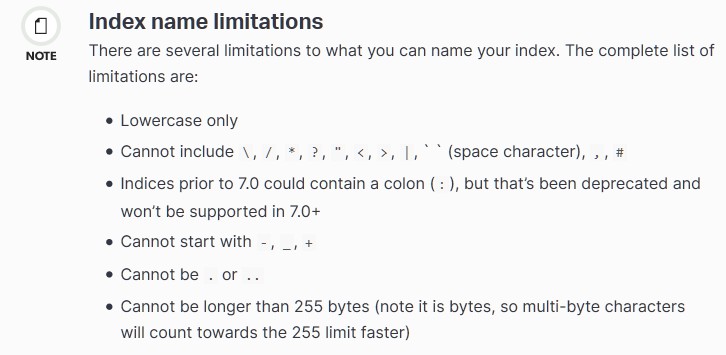 Index name limitations
NOTE
There are several limitations to what you can name your index. The complete list of
limitations are:
• Lowercase only
• Cannot include \, /, *, ?, ", <, >, |, ` ` (space character), ,, #
• Indices prior to 7.0 could contain a colon (:), but that's been deprecated and
won't be supported in 7.0+
• Cannot start with -, _, +
• Cannot be . or ..
• Cannot be longer than 255 bytes (note it is bytes, so multi-byte characters
will count towards the 255 limit faster)